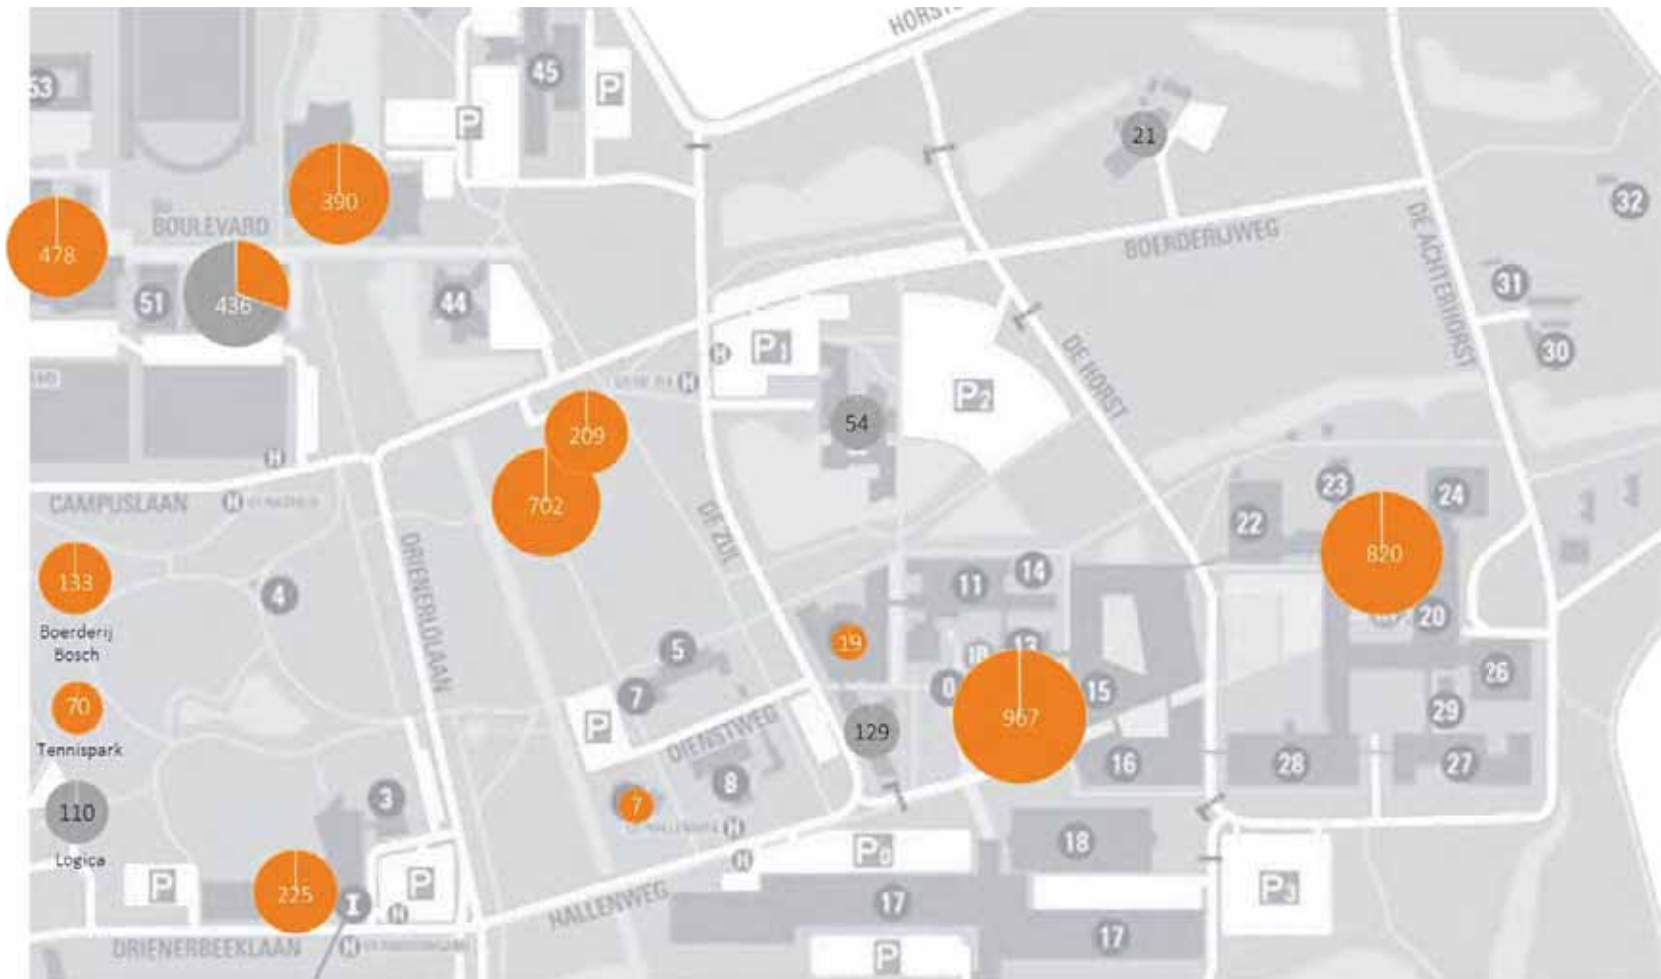 HORST
45
53
P
P
21
390
32
BOULEVARD
DE ACHTERHORST
BOERDERIJWEG
478
31
436
51
44
P1
H
30
DE HORST
H
P2
209
54
H
23
24
CAMPUSLAAN
H
702
22
DE ZUL
820
133
4
DRIENERLOLAAN
11
14
Boerderij
Bosch
19
20
5
13
26
70
7
0
15
967
29
Tennispark
P
DIENSTWEG
129
16
28
27
110
3
7
8
H
Logica
18
P
P
H
P0
225
I
H
HALLENWEG
17
P3
17
DRIENERBEEKLAAN
H
P